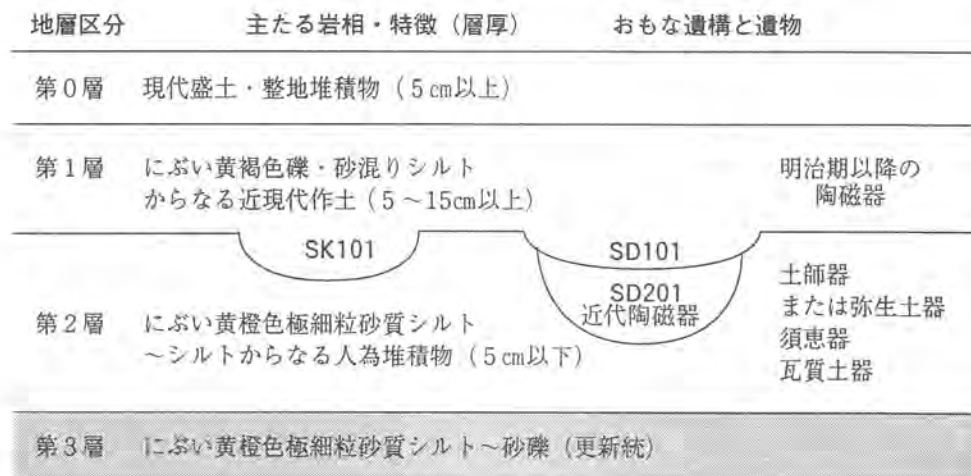 地層区分 主たる岩相・特徴（層厚） おもな遺構と遺物
第0層 現代盛土・整地堆積物（5㎝以上）
第1層 にぶい黄褐色礫・砂混りシルト
からなる近現代作土（5～15㎝以上）
明治期以降の
陶磁器
SK101
SD101
SD201
近代陶磁器
第2層 にぶい黄橙色極細粒砂質シルト
～シルトからなる人為堆積物（5㎝以下）
土師器
または弥生土器
須恵器
瓦質土器
第3層 にぶい黄橙色極細粒砂質シルト～砂礫（更新統）